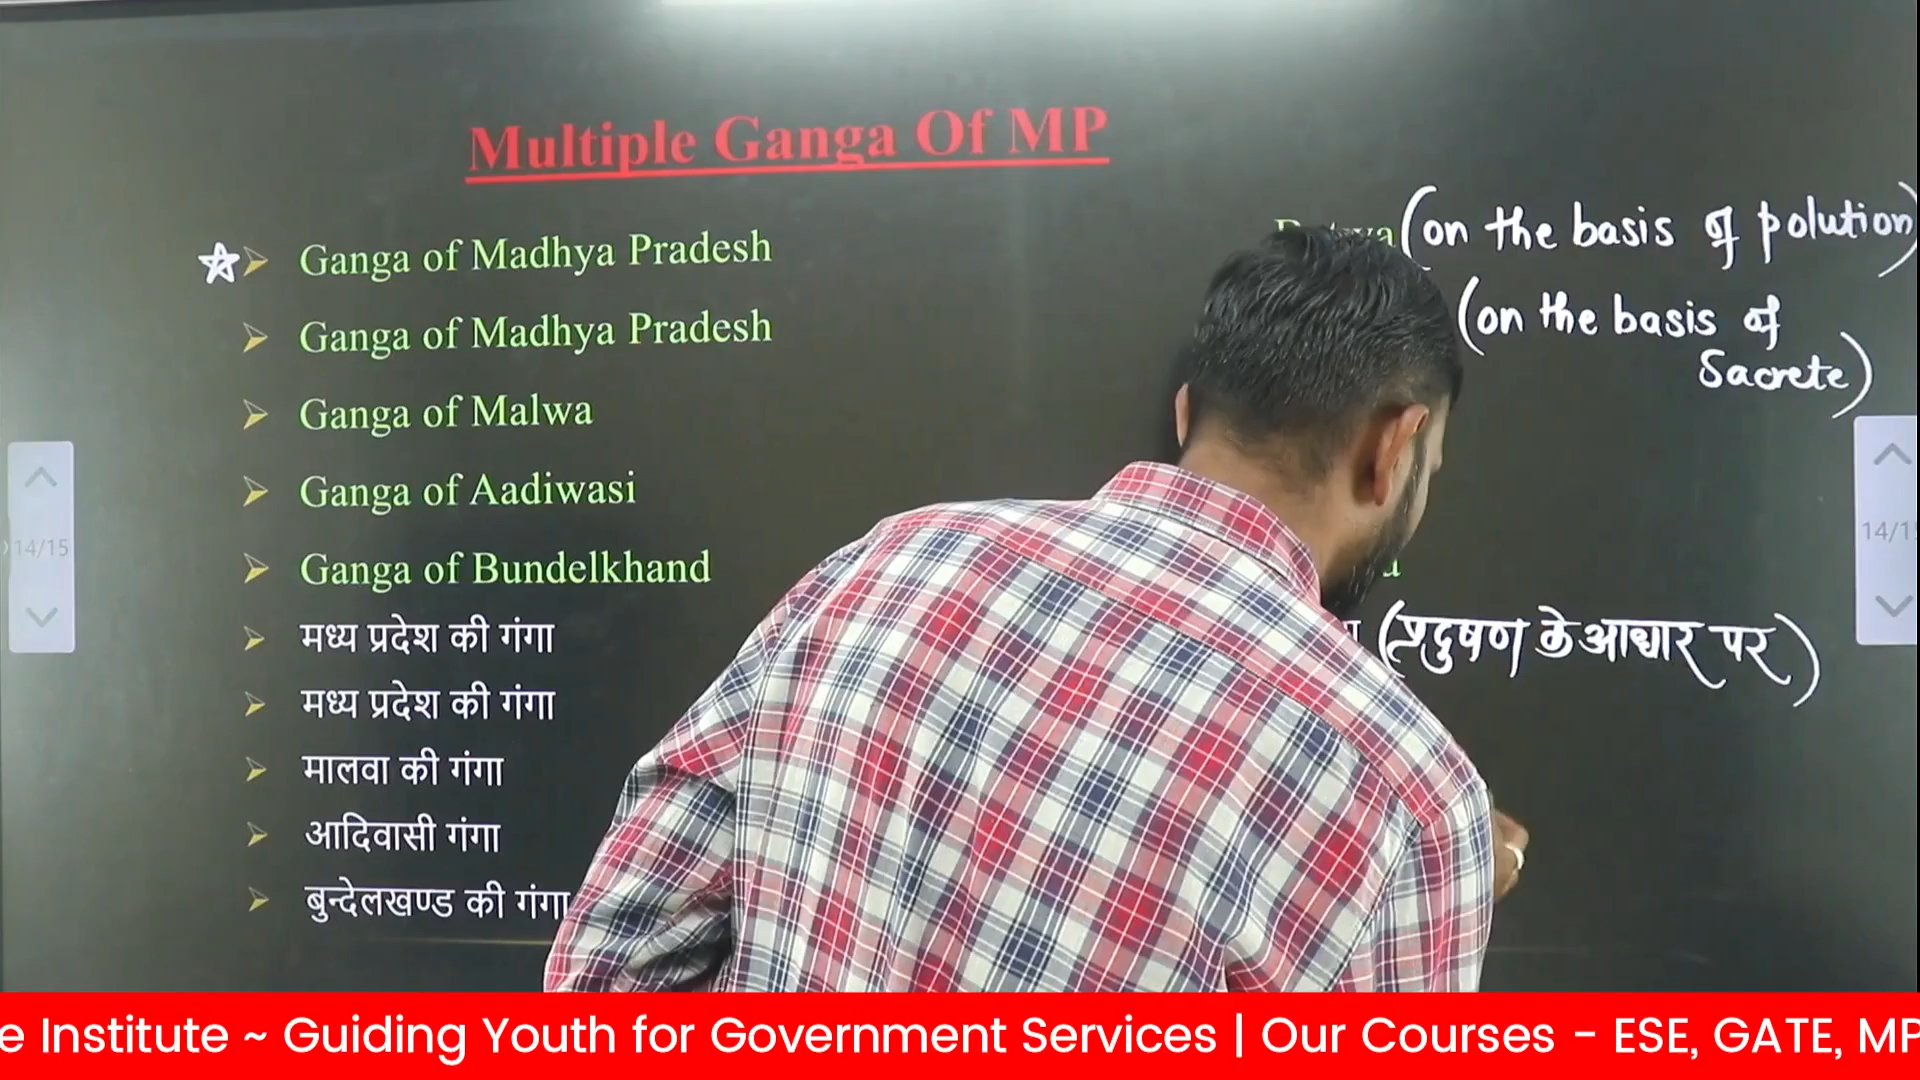 Multiple Ganga Of MP
Ganga of Madhya Pradesh
(on the basis of polution)
Ganga of Madhya Pradesh
(on the basis of
Sacrete)
Ganga of Malwa
Ganga of Aadiwasi
14/15
Ganga of Bundelkhand
मध्य प्रदेश की गंगा
(प्रदुषण के आधार पर)
मध्य प्रदेश की गंगा
मालवा की गंगा
आदिवासी गंगा
बुन्देलखण्ड की गंगा
e Institute ~ Guiding Youth for Government Services | Our Courses - ESE, GATE, MP